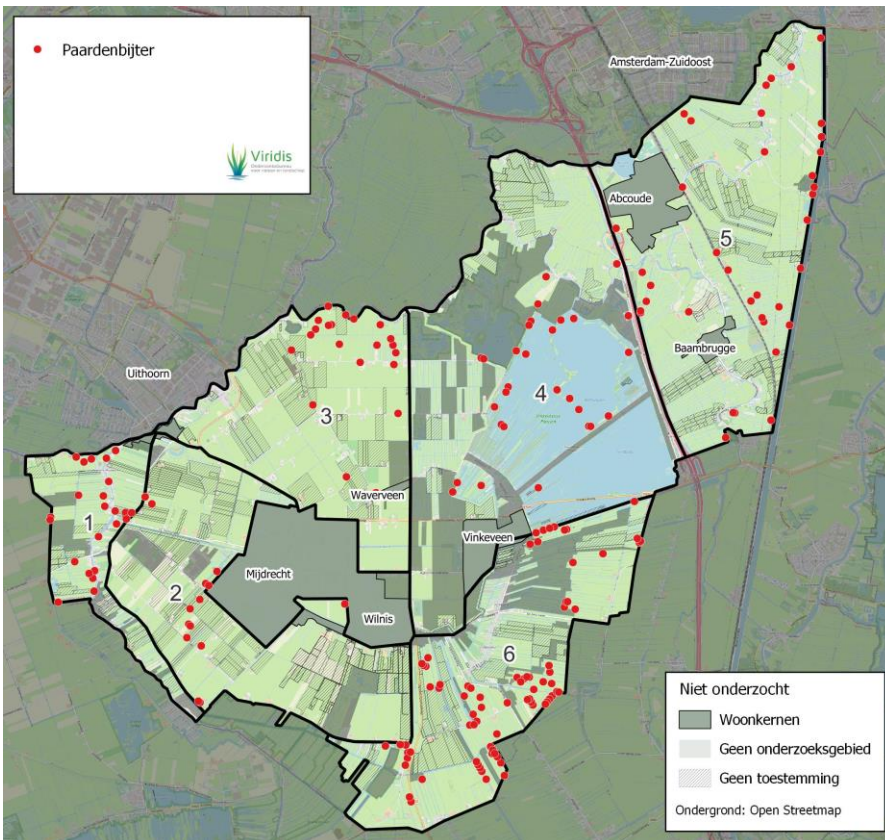 Paardenbijter
Viridis
Amsterdam-Zuidoost
Abcoude
5
Baambrugge
Uithoorn
4
3
Waverveen
Vinkeveen
1
Mijdrecht
2
Wilnis
6
Niet onderzocht
Woonkernen
Geen onderzoeksgebied
Geen toestemming
Ondergrond: Open Streetmap